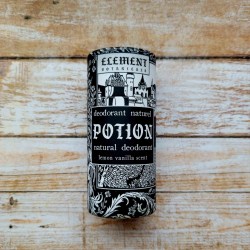 ELEMENT
BOTANICALS
deodorant naturel
POTION
natural deodorant
lemon vanilla scent